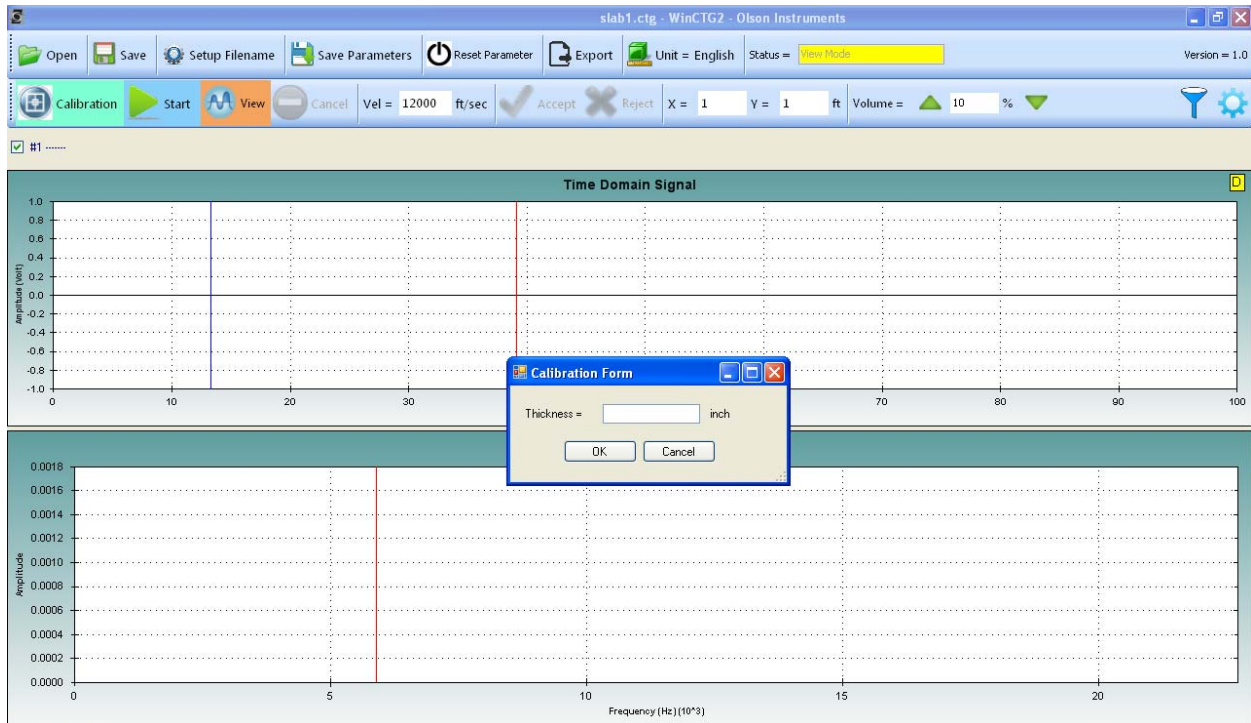 slab1.ctg - WinCTG2 - Olson Instruments
Open Save Setup Filename Save Parameters Reset Parameter Export Unit = English Status = View Mode Version = 1.0
Calibration Start View Cancel Vel = 12000 ft/sec Accept Reject X = 1 Y = 1 ft Volume = 10 %
#1 -------
Time Domain Signal
D
1.0
0.8
0.6
0.4
0.2
0.0
-0.2
-0.4
-0.6
-0.8
-1.0
Amplitude (Volt)
0 10 20 30 70 80 90 100
Calibration Form
Thickness = inch
OK Cancel
0.0018
0.0016
0.0014
0.0012
0.0010
0.0008
0.0006
0.0004
0.0002
0.0000
Amplitude
0 5 10 15 20
Frequency (Hz) (10^3)